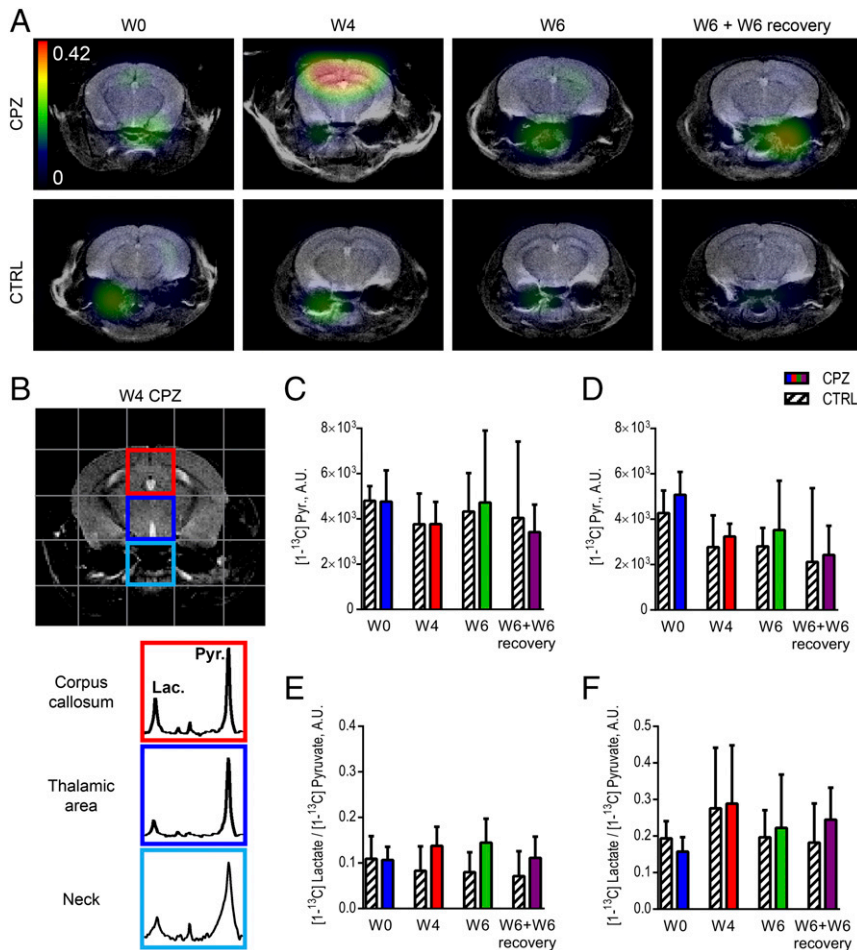 A
W0
W4
W6
W6 + W6 recovery
CPZ
0.42
0
CTRL
B
W4 CPZ
Corpus callosum
Lac.
Pyr.
Thalamic area
Neck
C
[1-¹³C] Pyr., A.U.
8×10³
6×10³
4×10³
2×10³
0
W0
W4
W6
W6+W6 recovery
D
CPZ
CTRL
[1-¹³C] Pyr., A.U.
8×10³
6×10³
4×10³
2×10³
0
W0
W4
W6
W6+W6 recovery
E
[1-¹³C] Lactate / [1-¹³C] Pyruvate, A.U.
0.4
0.3
0.2
0.1
0.0
W0
W4
W6
W6+W6 recovery
F
[1-¹³C] Lactate / [1-¹³C] Pyruvate, A.U.
0.5
0.4
0.3
0.2
0.1
0.0
W0
W4
W6
W6+W6 recovery